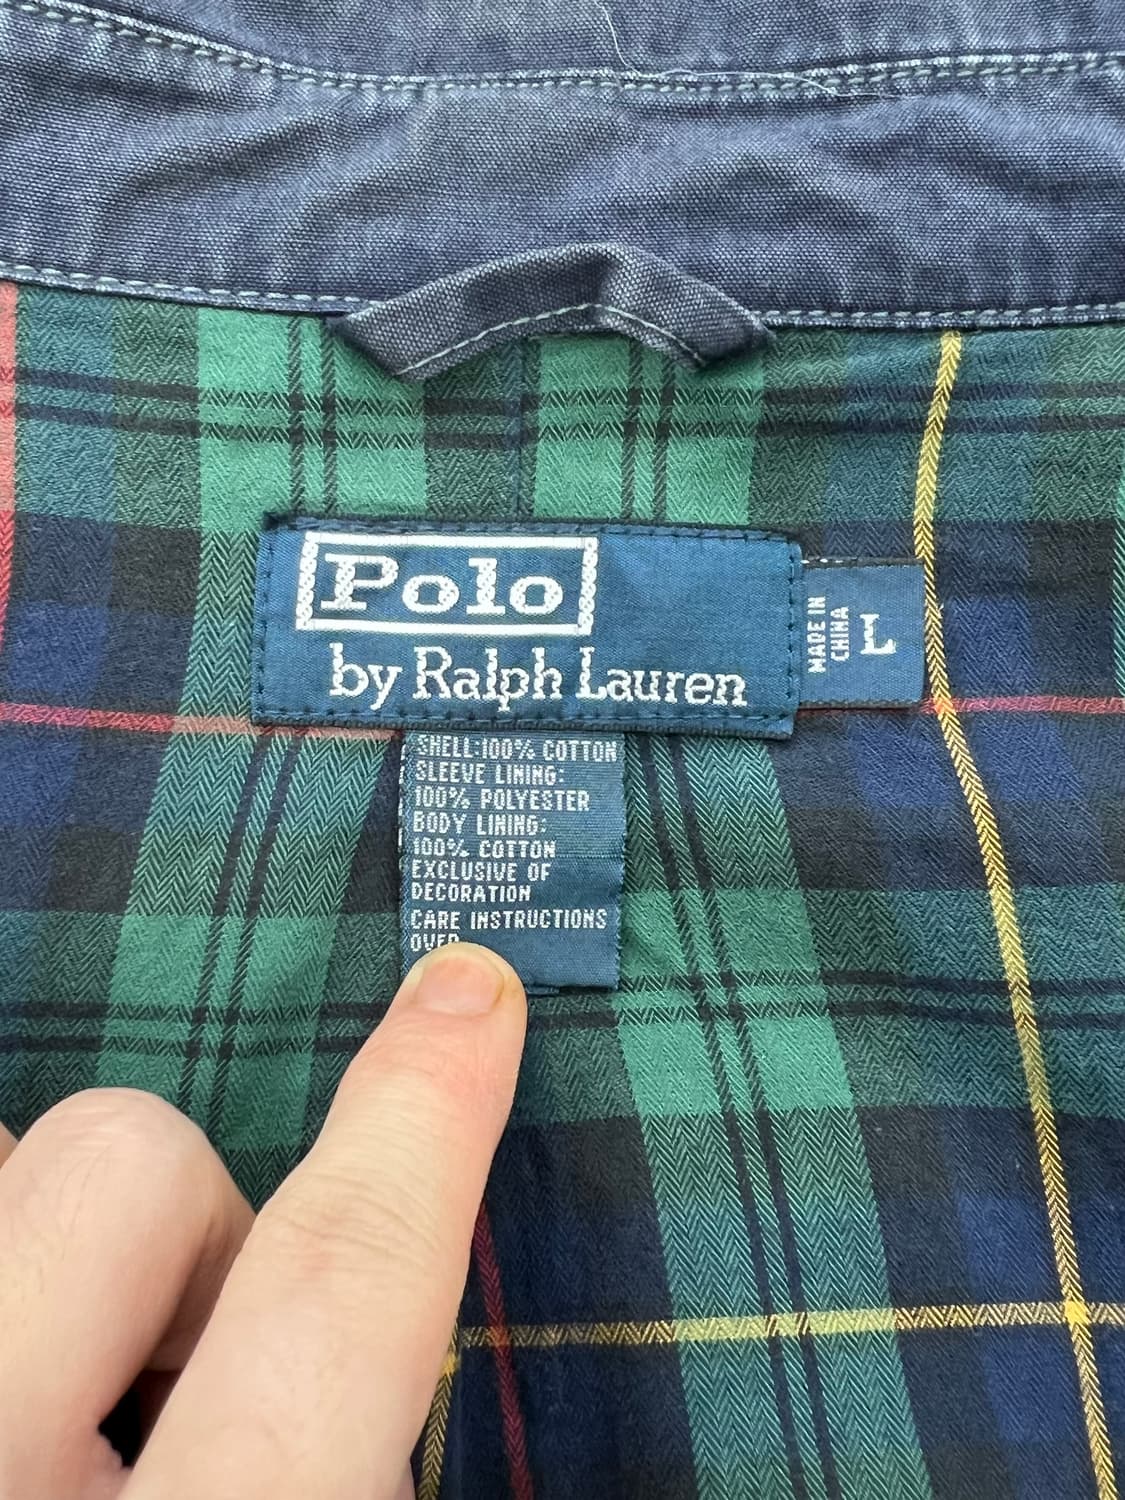 Polo
by Ralph Lauren
MADE IN
CHINA
L
SHELL:100% COTTON
SLEEVE LINING:
100% POLYESTER
BODY LINING:
100% COTTON
EXCLUSIVE OF
DECORATION
CARE INSTRUCTIONS
OVER